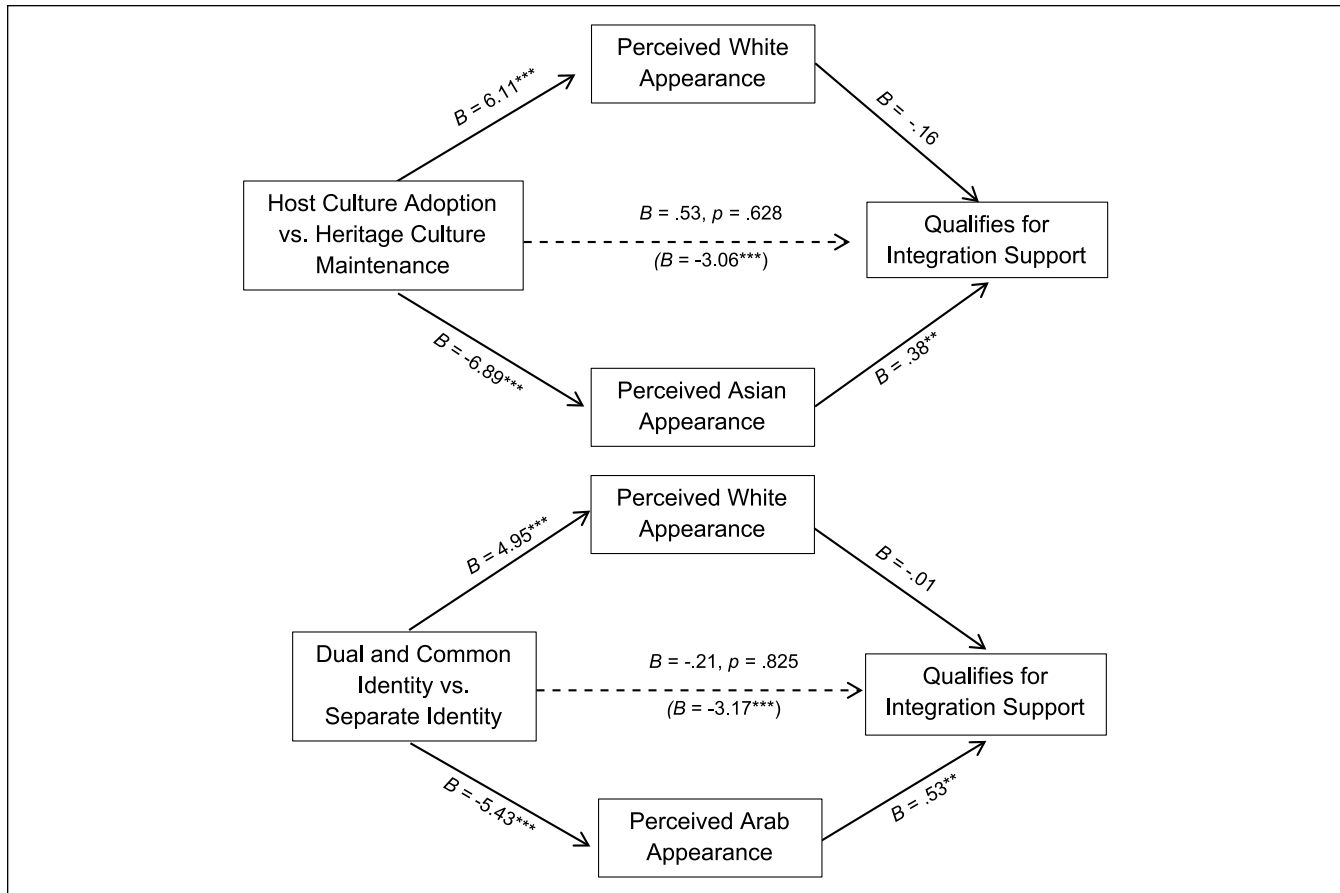 Perceived White
Appearance
B = 6.11***
B = -.16
Host Culture Adoption
vs. Heritage Culture
Maintenance
B = .53, p = .628
(B = -3.06***)
Qualifies for
Integration Support
B = -6.89***
B = .38**
Perceived Asian
Appearance
Perceived White
Appearance
B = 4.95***
B = -.01
Dual and Common
Identity vs.
Separate Identity
B = -.21, p = .825
(B = -3.17***)
Qualifies for
Integration Support
B = -5.43***
B = .53**
Perceived Arab
Appearance